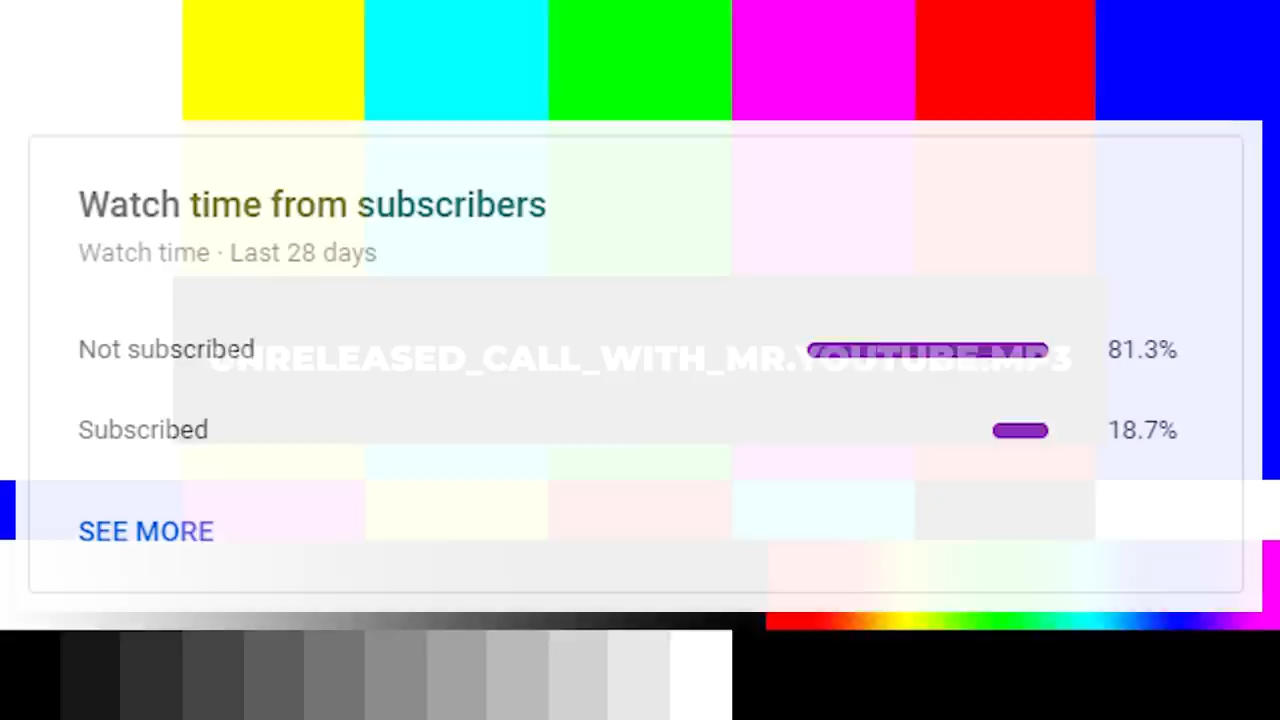 Watch time from subscribers
Watch time · Last 28 days
Not subscribed
81.3%
UNRELEASED_CALL_WITH_MR.YOUTUBE.MP3
Subscribed
18.7%
SEE MORE